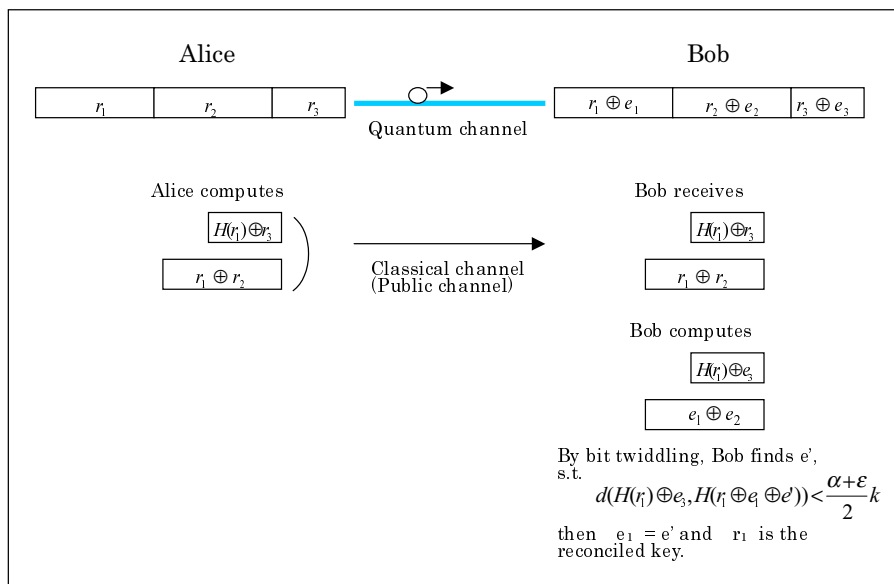 Alice Bob
r₁ r₂ r₃ r₁ ⊕ e₁ r₂ ⊕ e₂ r₃ ⊕ e₃
Quantum channel
Alice computes Bob receives
H(r₁)⊕r₃ H(r₁)⊕r₃
r₁ ⊕ r₂ r₁ ⊕ r₂
Classical channel
(Public channel)
Bob computes
H(r₁)⊕e₃
e₁ ⊕ e₂
By bit twiddling, Bob finds e',
s.t.
d(H(r₁)⊕e₃,H(r₁⊕e₁⊕e'))<(α+ε)/2 k
then e₁ = e' and r₁ is the
reconciled key.